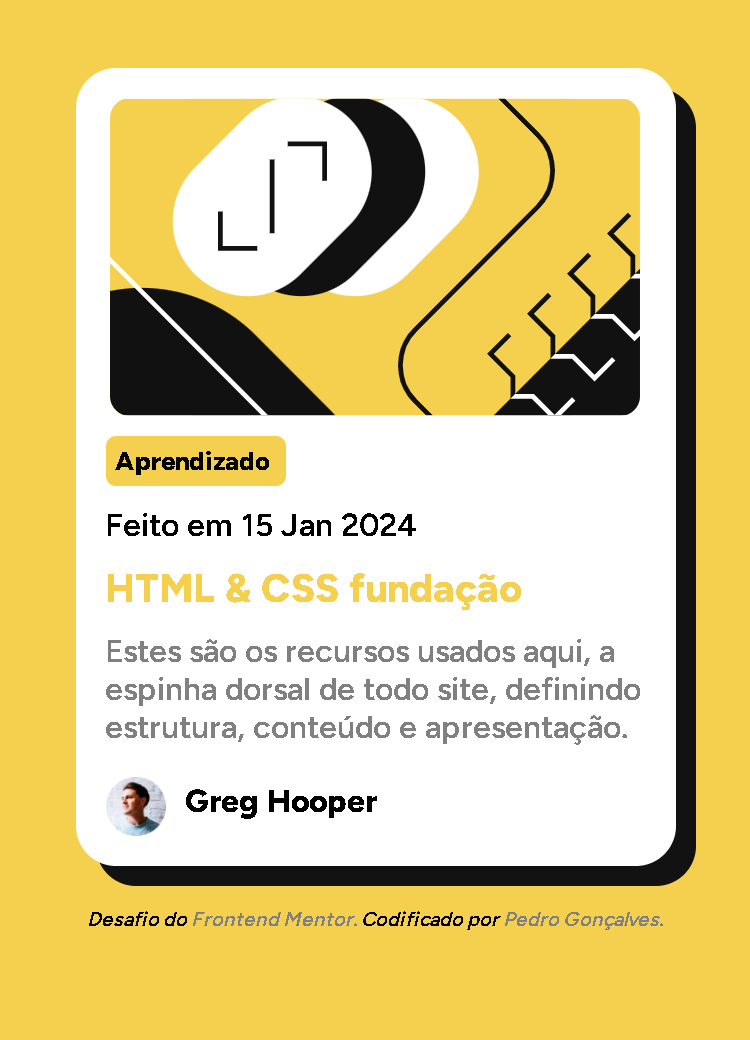 Aprendizado
Feito em 15 Jan 2024
HTML & CSS fundação
Estes são os recursos usados aqui, a
espinha dorsal de todo site, definindo
estrutura, conteúdo e apresentação.
Greg Hooper
Desafio do Frontend Mentor. Codificado por Pedro Gonçalves.